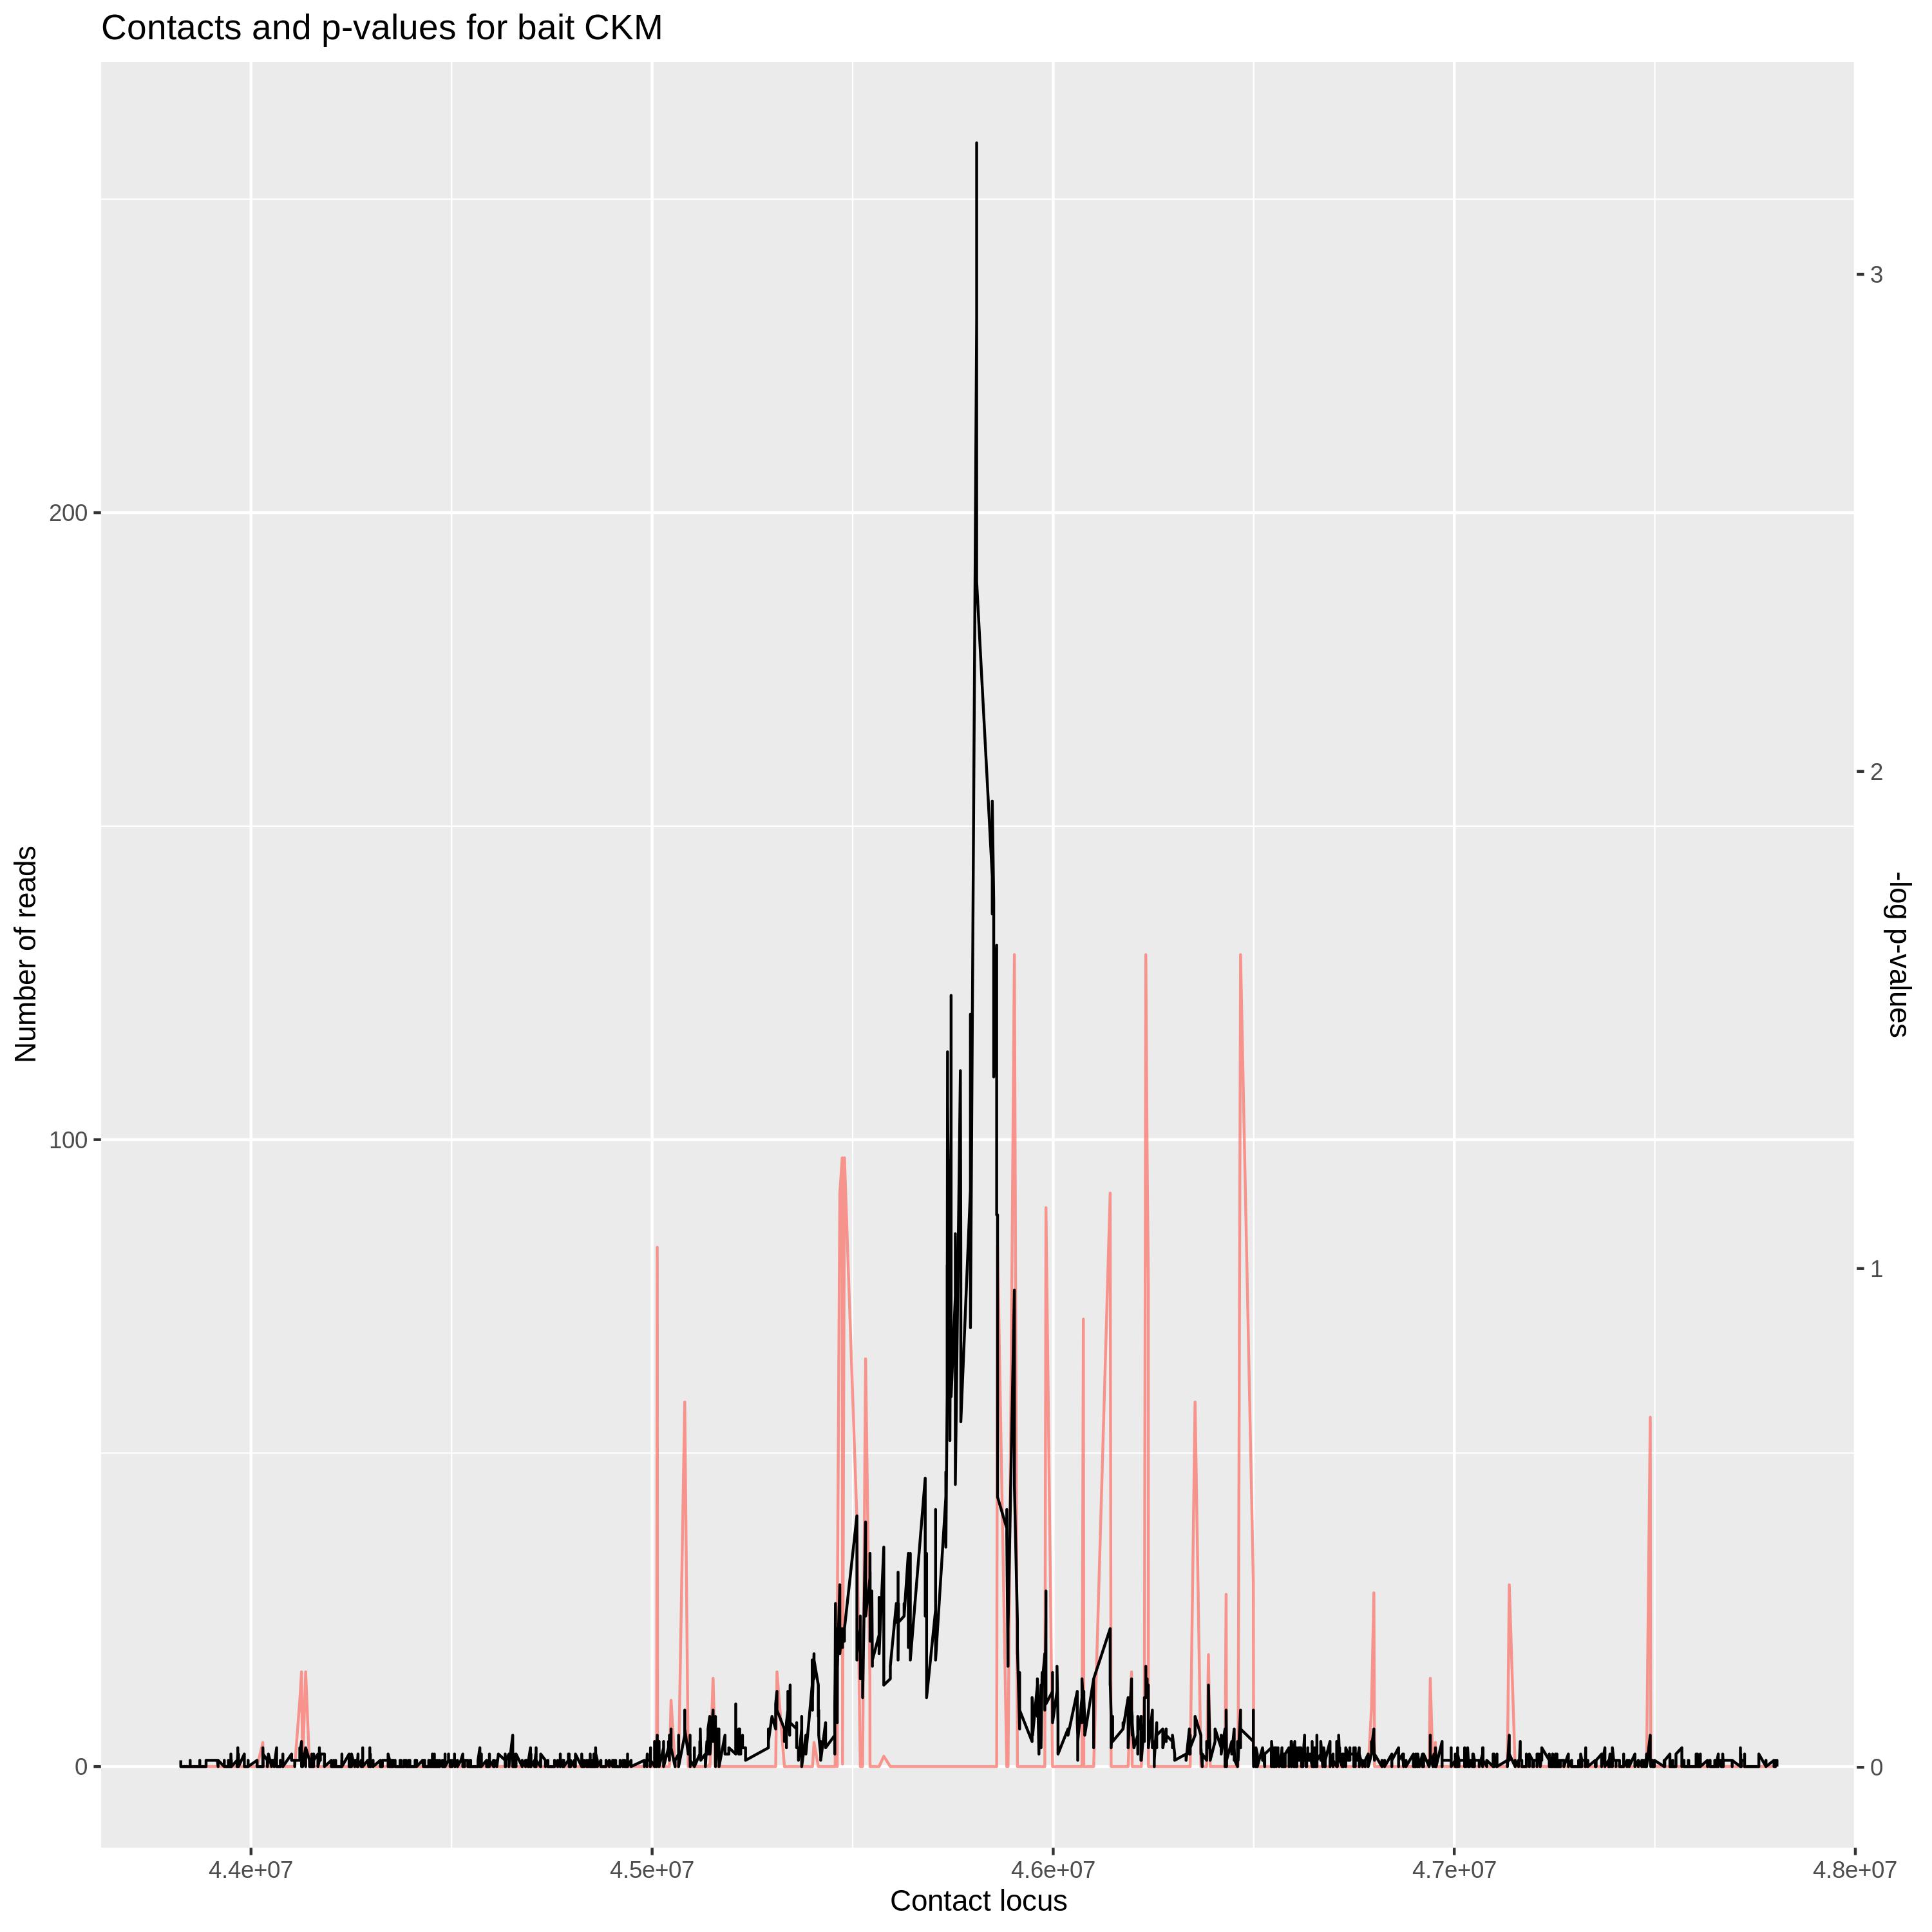 Contacts and p-values for bait CKM
Number of reads
200
100
0
3
2
1
0
-log p-values
4.4e+07
4.5e+07
4.6e+07
4.7e+07
4.8e+07
Contact locus